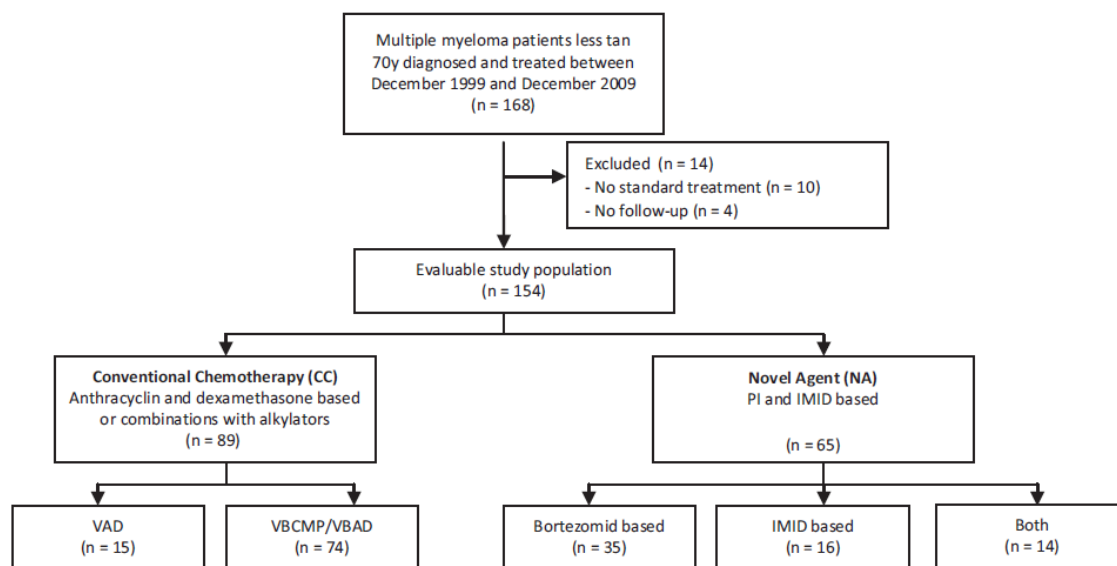 Multiple myeloma patients less tan
70y diagnosed and treated between
December 1999 and December 2009
(n = 168)
Excluded (n = 14)
- No standard treatment (n = 10)
- No follow-up (n = 4)
Evaluable study population
(n = 154)
Conventional Chemotherapy (CC)
Anthracyclin and dexamethasone based
or combinations with alkylators
(n = 89)
Novel Agent (NA)
PI and IMID based
(n = 65)
VAD
(n = 15)
VBCMP/VBAD
(n = 74)
Bortezomid based
(n = 35)
IMID based
(n = 16)
Both
(n = 14)